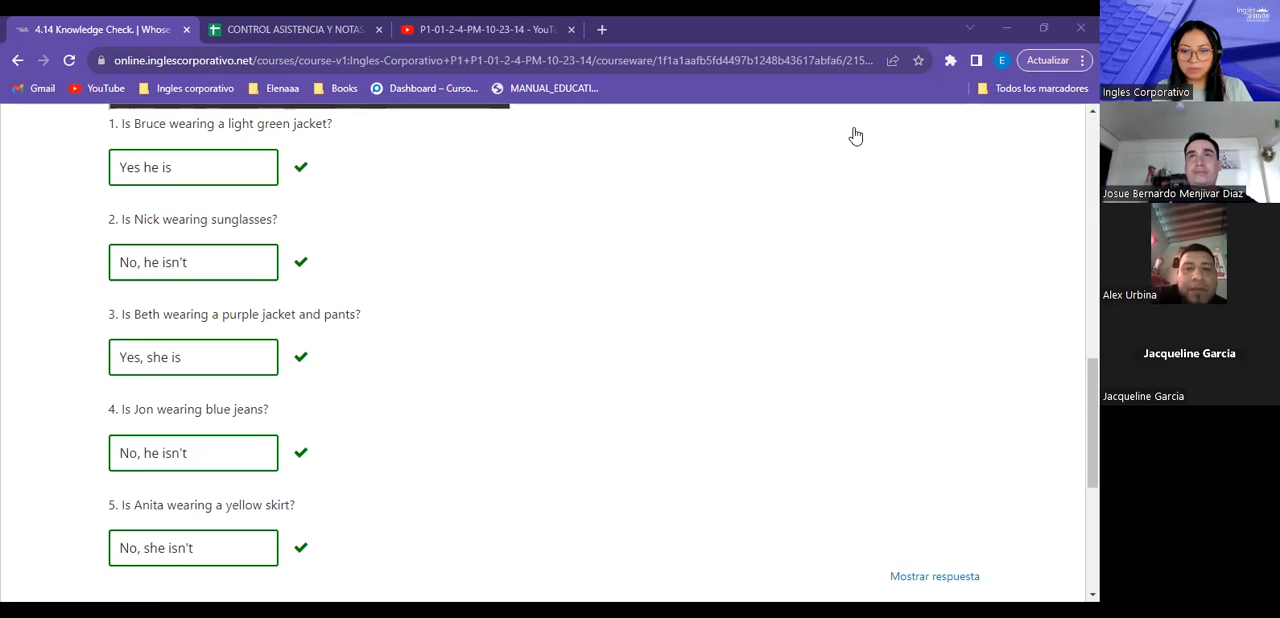 4.14 Knowledge Check. | Whose
CONTROL ASISTENCIA Y NOTAS
P1-01-2-4-PM-10-23-14 - YouT
online.inglescorporativo.net/courses/course-v1:Ingles-Corporativo+P1+P1-01-2-4-PM-10-23-14/courseware/1f1a1aafb5fd4497b1248b43617abfa6/215...
E
Actualizar
Gmail
YouTube
Ingles corporativo
Elenaaa
Books
Dashboard – Curso...
MANUAL_EDUCATI...
Todos los marcadores
1. Is Bruce wearing a light green jacket?
Yes he is
2. Is Nick wearing sunglasses?
No, he isn't
3. Is Beth wearing a purple jacket and pants?
Yes, she is
4. Is Jon wearing blue jeans?
No, he isn't
5. Is Anita wearing a yellow skirt?
No, she isn't
Mostrar respuesta
Ingles Corporativo
Josue Bernardo Menjivar Diaz
Alex Urbina
Jacqueline Garcia
Jacqueline Garcia